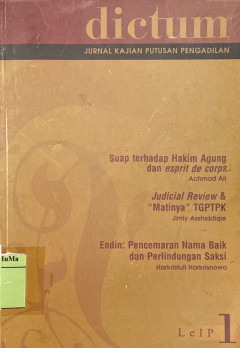 dictum
JURNAL KAJIAN PUTUSAN PENGADILAN
Suap terhadap Hakim Agung
dan esprit de corps
Achmad Ali
Judicial Review &
"Matinya" TGPTPK
Jimly Asshiddiqie
Endin: Pencemaran Nama Baik
dan Perlindungan Saksi
Harkristuti Harkrisnowo
HuMa
LeIP 1